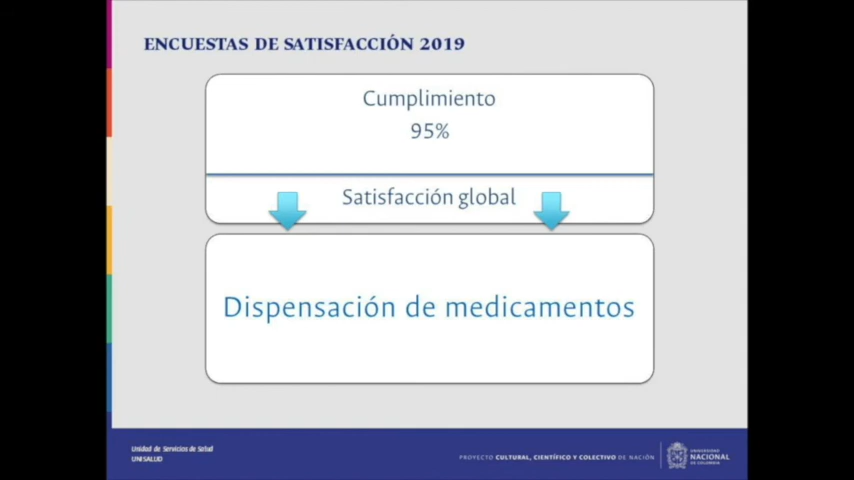 ENCUESTAS DE SATISFACCIÓN 2019
Cumplimiento
95%
Satisfacción global
Dispensación de medicamentos
Unidad de Servicios de Salud
UNISALUD
PROYECTO CULTURAL, CIENTÍFICO Y COLECTIVO DE NACIÓN
UNIVERSIDAD
NACIONAL
DE COLOMBIA